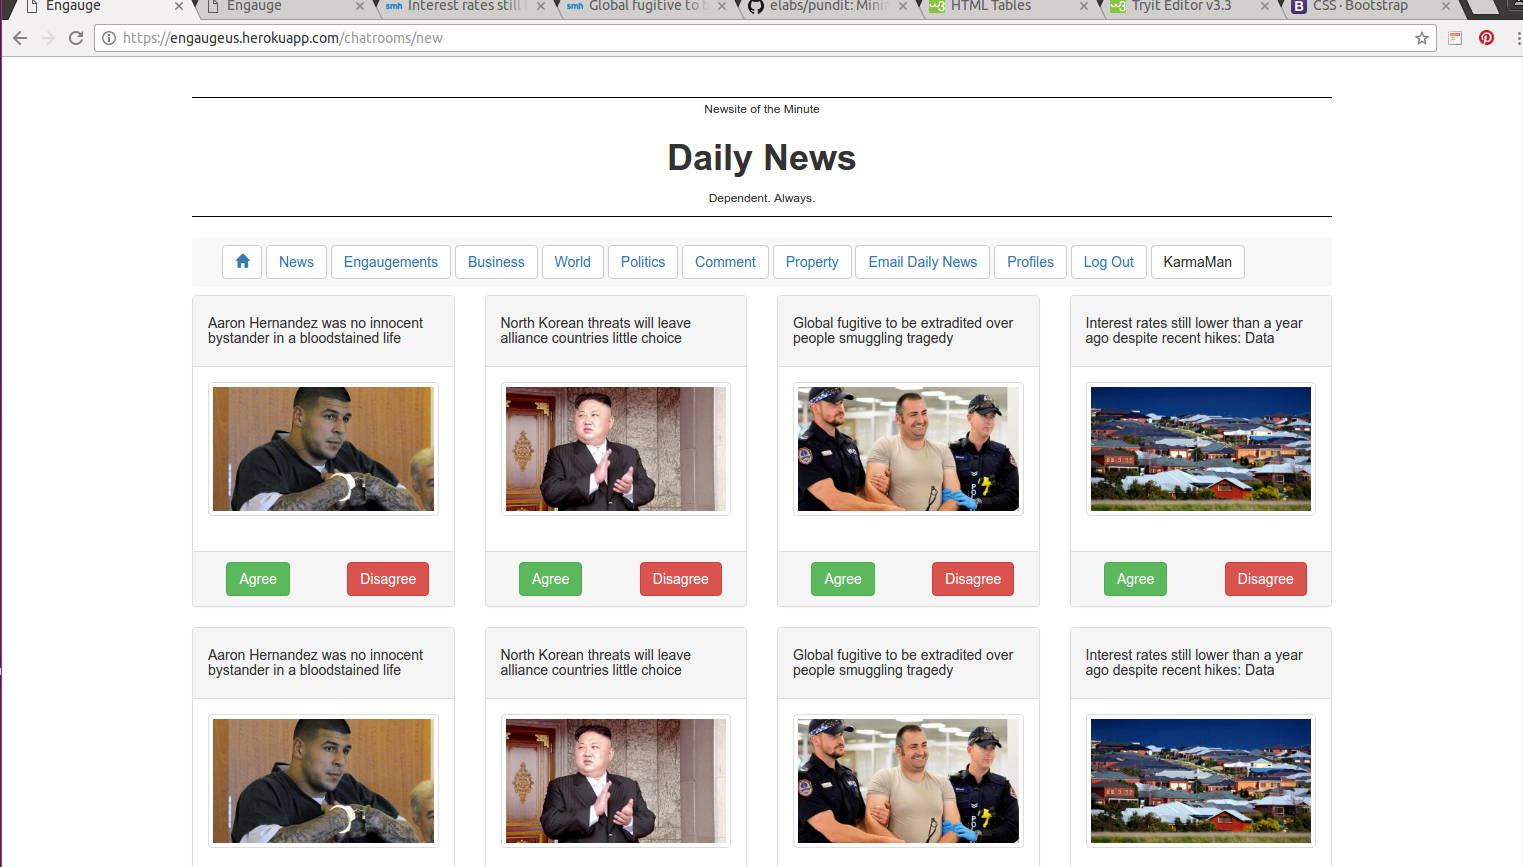 Engauge
Engauge
smh Interest rates still
smh Global fugitive to b
elabs/pundit: Minin
w3 HTML Tables
w3 Tryit Editor v3.3
B CSS · Bootstrap
https://engaugeus.herokuapp.com/chatrooms/new
Newsite of the Minute
Daily News
Dependent. Always.
News Engaugements Business World Politics Comment Property Email Daily News Profiles Log Out KarmaMan
Aaron Hernandez was no innocent
bystander in a bloodstained life
North Korean threats will leave
alliance countries little choice
Global fugitive to be extradited over
people smuggling tragedy
Interest rates still lower than a year
ago despite recent hikes: Data
Agree Disagree
Agree Disagree
Agree Disagree
Agree Disagree
Aaron Hernandez was no innocent
bystander in a bloodstained life
North Korean threats will leave
alliance countries little choice
Global fugitive to be extradited over
people smuggling tragedy
Interest rates still lower than a year
ago despite recent hikes: Data